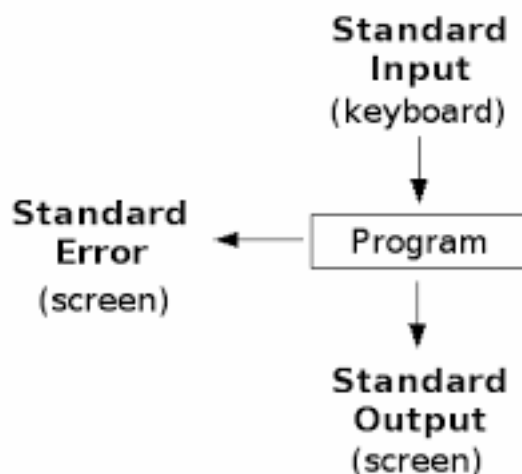 Standard
Input
(keyboard)
Standard
Error
(screen)
Program
Standard
Output
(screen)